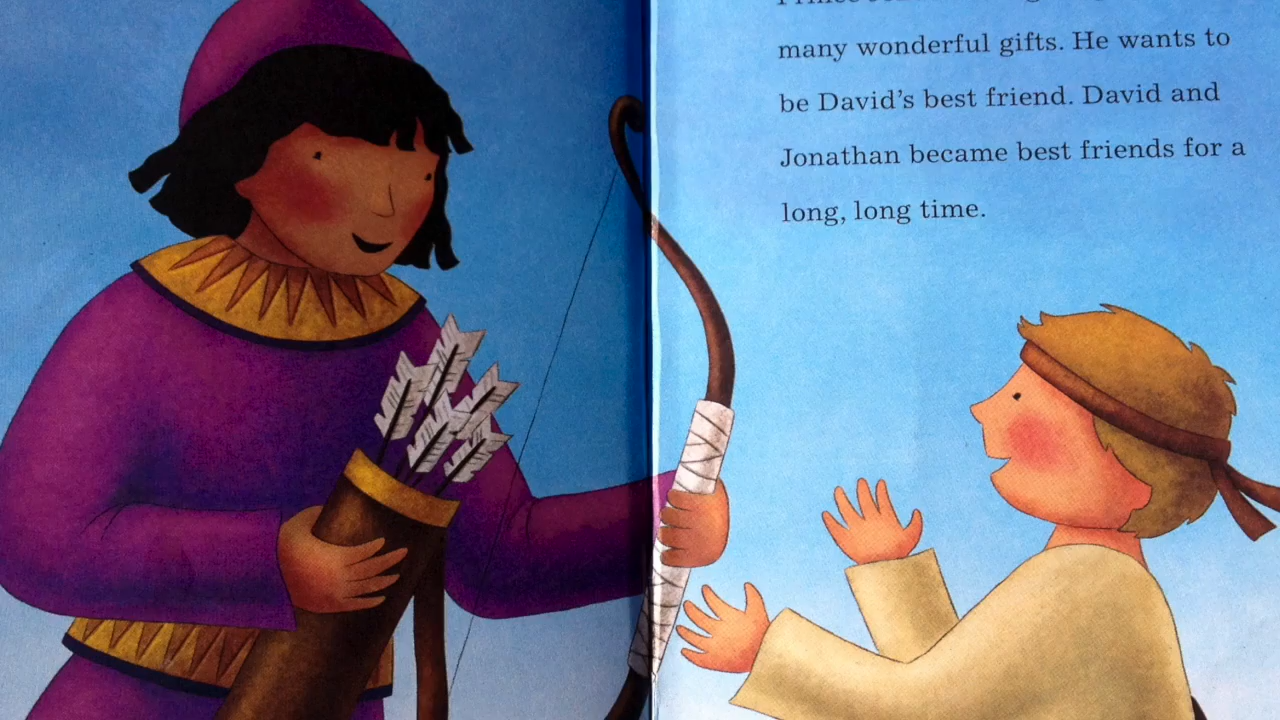 many wonderful gifts. He wants to
be David's best friend. David and
Jonathan became best friends for a
long, long time.